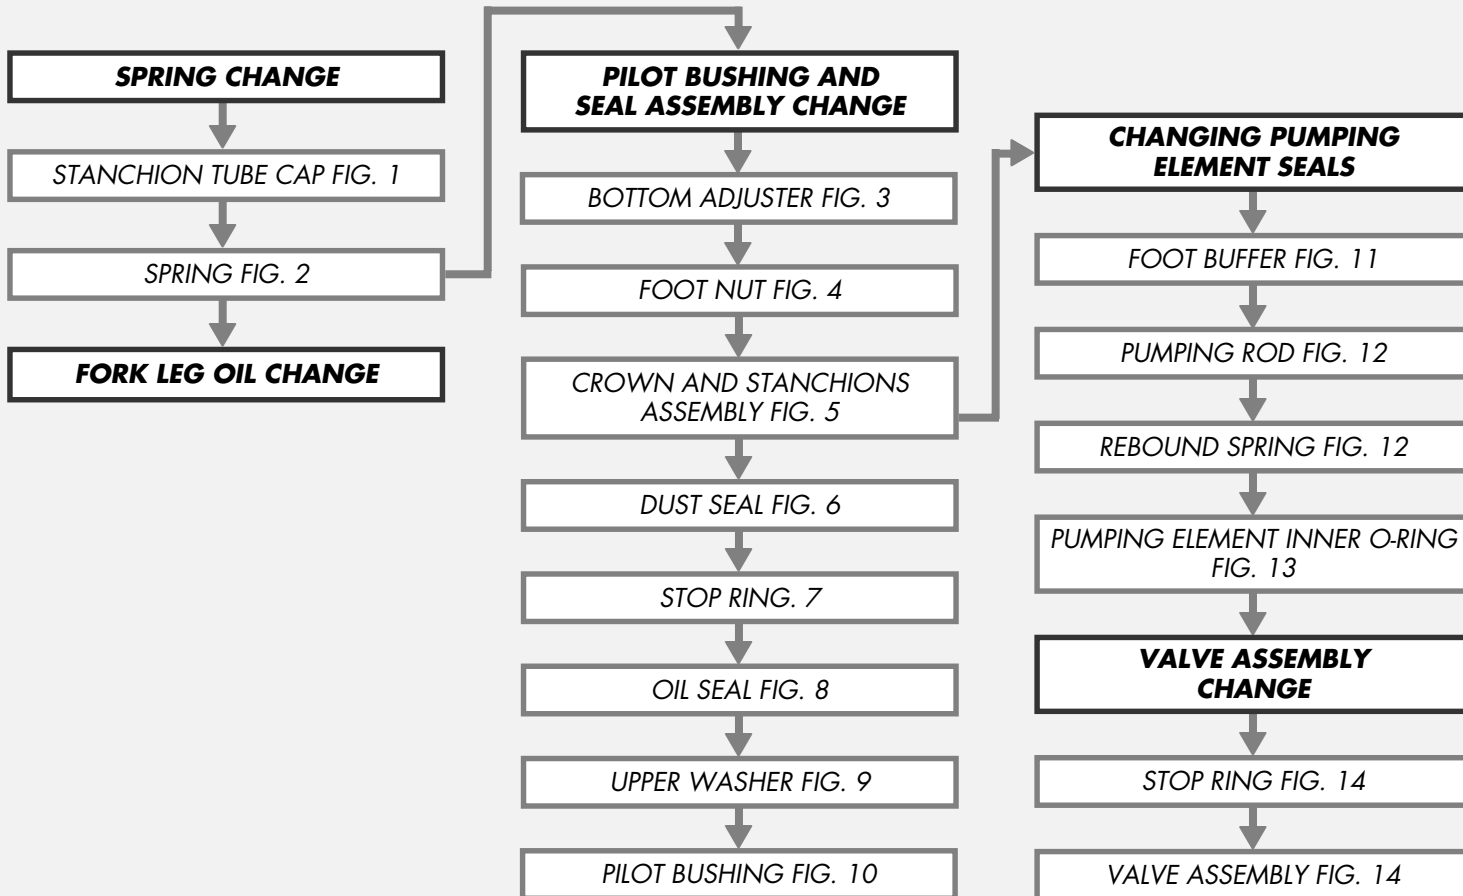 SPRING CHANGE
STANCHION TUBE CAP FIG. 1
SPRING FIG. 2
FORK LEG OIL CHANGE
PILOT BUSHING AND
SEAL ASSEMBLY CHANGE
BOTTOM ADJUSTER FIG. 3
FOOT NUT FIG. 4
CROWN AND STANCHIONS
ASSEMBLY FIG. 5
DUST SEAL FIG. 6
STOP RING. 7
OIL SEAL FIG. 8
UPPER WASHER FIG. 9
PILOT BUSHING FIG. 10
CHANGING PUMPING
ELEMENT SEALS
FOOT BUFFER FIG. 11
PUMPING ROD FIG. 12
REBOUND SPRING FIG. 12
PUMPING ELEMENT INNER O-RING
FIG. 13
VALVE ASSEMBLY
CHANGE
STOP RING FIG. 14
VALVE ASSEMBLY FIG. 14